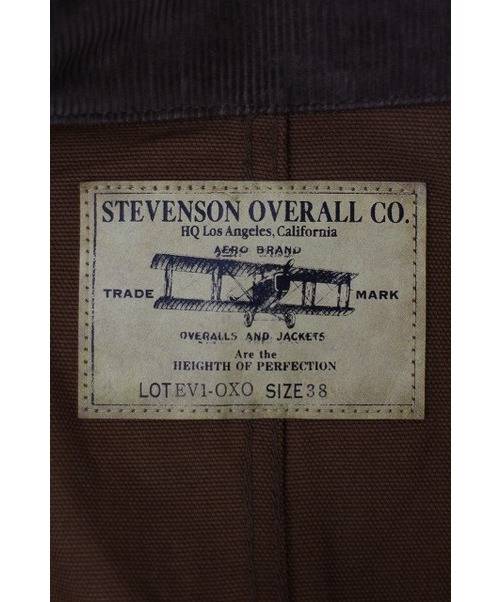 STEVENSON OVERALL CO.
HQ Los Angeles, California
AERO BRAND
TRADE MARK
OVERALLS AND JACKETS
Are the
HEIGHTH OF PERFECTION
LOT EV1-OXO SIZE 38